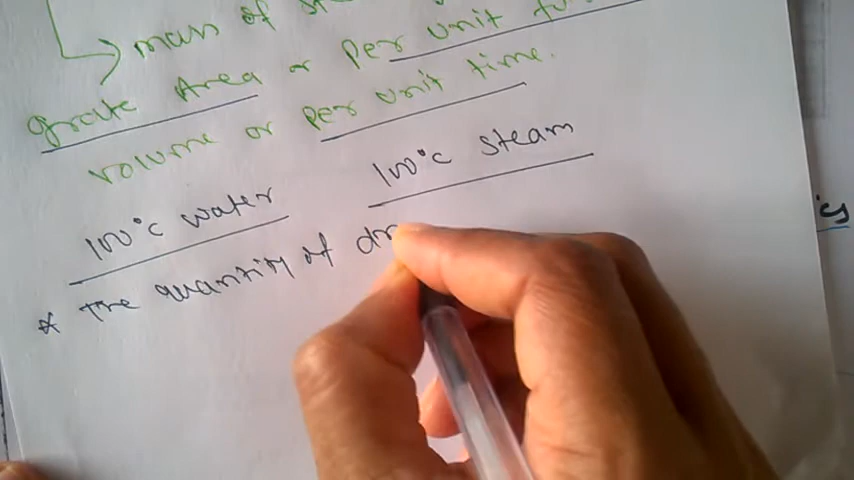 mass of
grate Area or per unit
volume or per unit time.
100°C water 100°C steam
* The quantity of